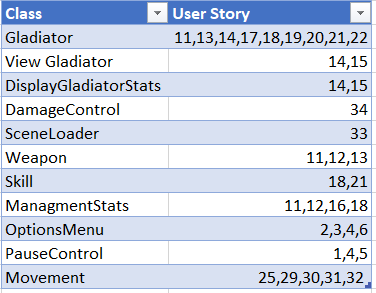 Class User Story
Gladiator 11,13,14,17,18,19,20,21,22
View Gladiator 14,15
DisplayGladiatorStats 14,15
DamageControl 34
SceneLoader 33
Weapon 11,12,13
Skill 18,21
ManagmentStats 11,12,16,18
OptionsMenu 2,3,4,6
PauseControl 1,4,5
Movement 25,29,30,31,32